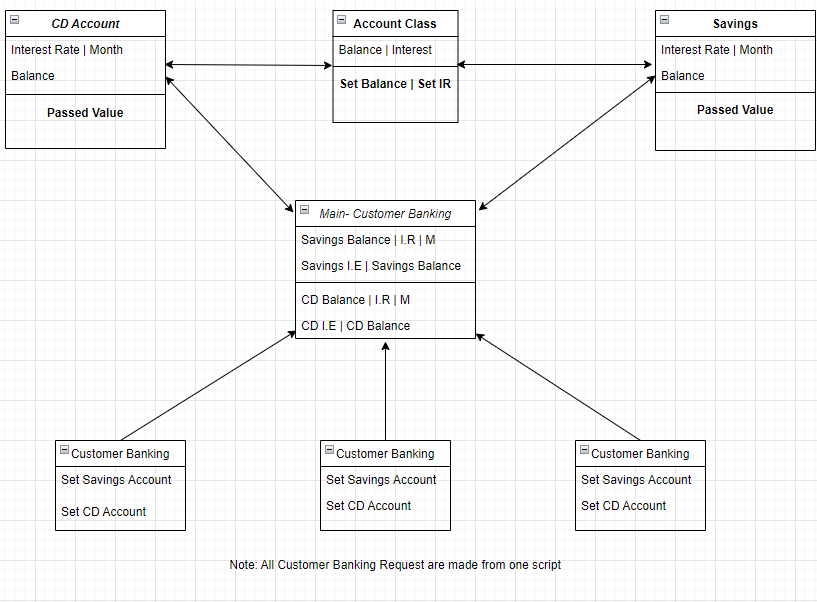 CD Account
Interest Rate | Month
Balance
Passed Value
Account Class
Balance | Interest
Set Balance | Set IR
Savings
Interest Rate | Month
Balance
Passed Value
Main- Customer Banking
Savings Balance | I.R | M
Savings I.E | Savings Balance
CD Balance | I.R | M
CD I.E | CD Balance
Customer Banking
Set Savings Account
Set CD Account
Customer Banking
Set Savings Account
Set CD Account
Customer Banking
Set Savings Account
Set CD Account
Note: All Customer Banking Request are made from one script